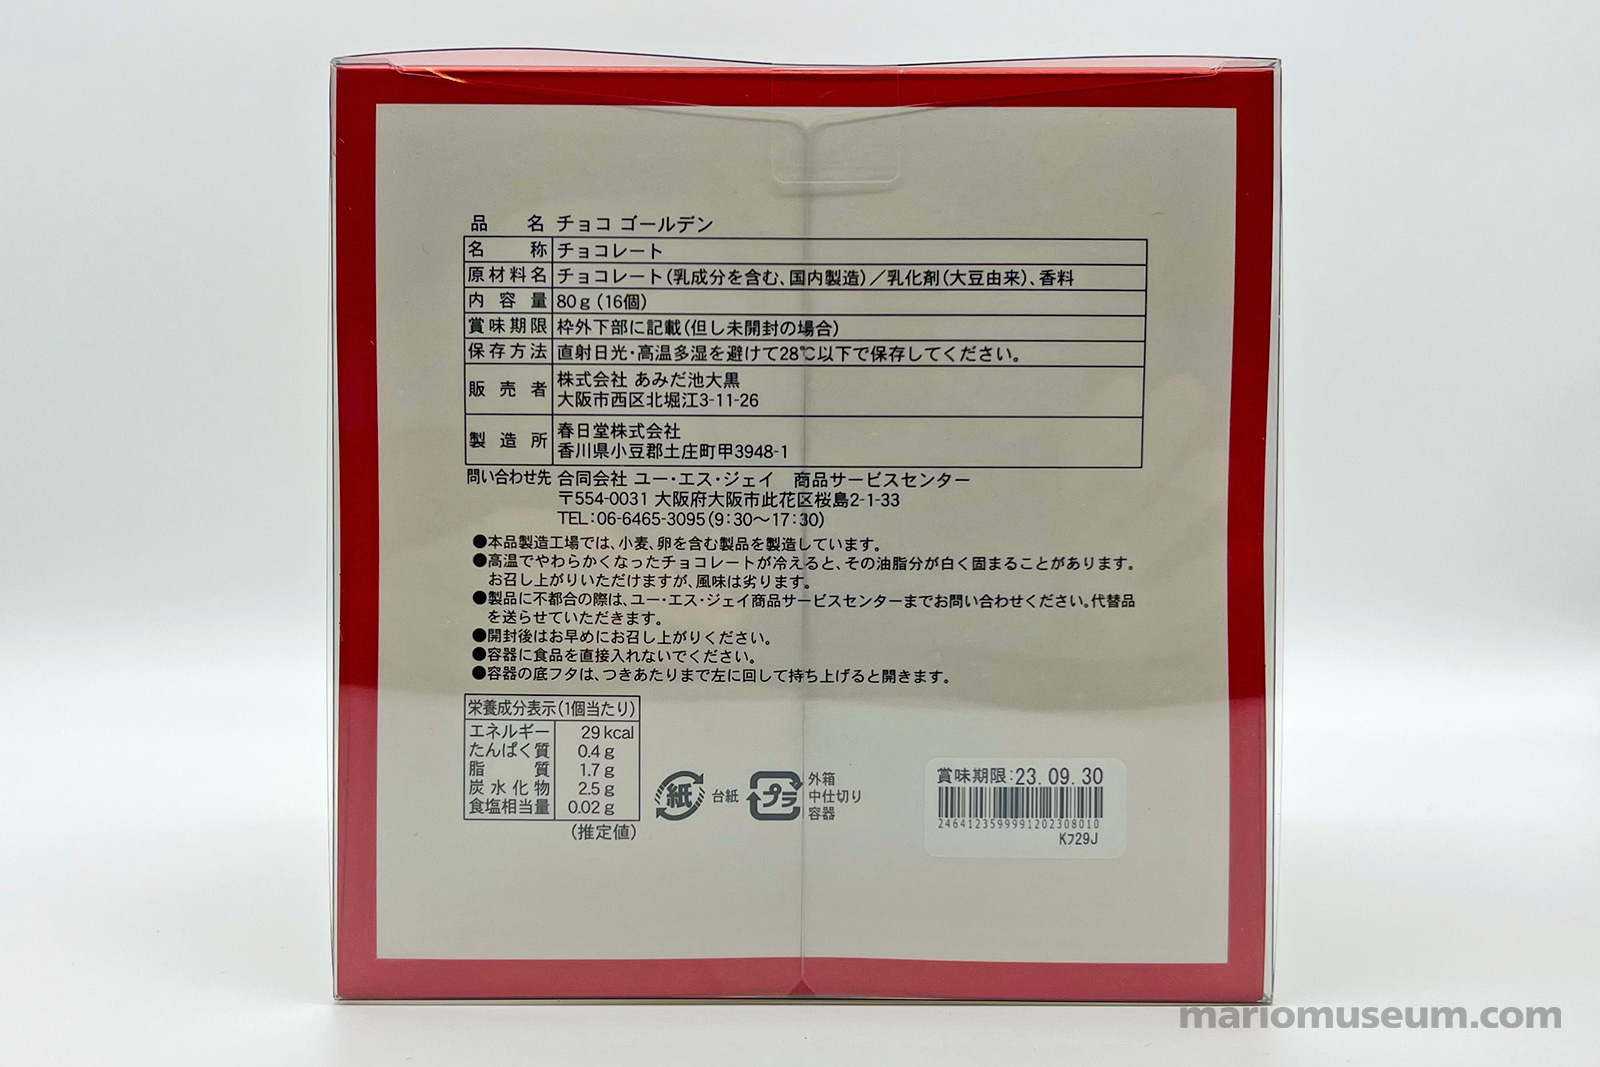 品名 チョコ ゴールデン
名称 チョコレート
原材料名 チョコレート(乳成分を含む、国内製造)／乳化剤(大豆由来)、香料
内容量 80g(16個)
賞味期限 枠外下部に記載(但し未開封の場合)
保存方法 直射日光・高温多湿を避けて28℃以下で保存してください。
販売者 株式会社 あみだ池大黒
大阪市西区北堀江3-11-26
製造所 春日堂株式会社
香川県小豆郡土庄町甲3948-1
問い合わせ先 合同会社 ユー・エス・ジェイ 商品サービスセンター
〒554-0031 大阪府大阪市此花区桜島2-1-33
TEL:06-6465-3095(9:30〜17:30)
●本品製造工場では、小麦、卵を含む製品を製造しています。
●高温でやわらかくなったチョコレートが冷えると、その油脂分が白く固まることがあります。
お召し上がりいただけますが、風味は劣ります。
●製品に不都合の際は、ユー・エス・ジェイ商品サービスセンターまでお問い合わせください。代替品
を送らせていただきます。
●開封後はお早めにお召し上がりください。
●容器に食品を直接入れないでください。
●容器の底フタは、つきあたりまで左に回して持ち上げると開きます。
栄養成分表示(1個当たり)
エネルギー 29kcal
たんぱく質 0.4g
脂質 1.7g
炭水化物 2.5g
食塩相当量 0.02g
(推定値)
紙 台紙
プラ 外箱
中仕切り
容器
賞味期限:23.09.30
2464123599991202308010
Kフ29J
mariomuseum.com